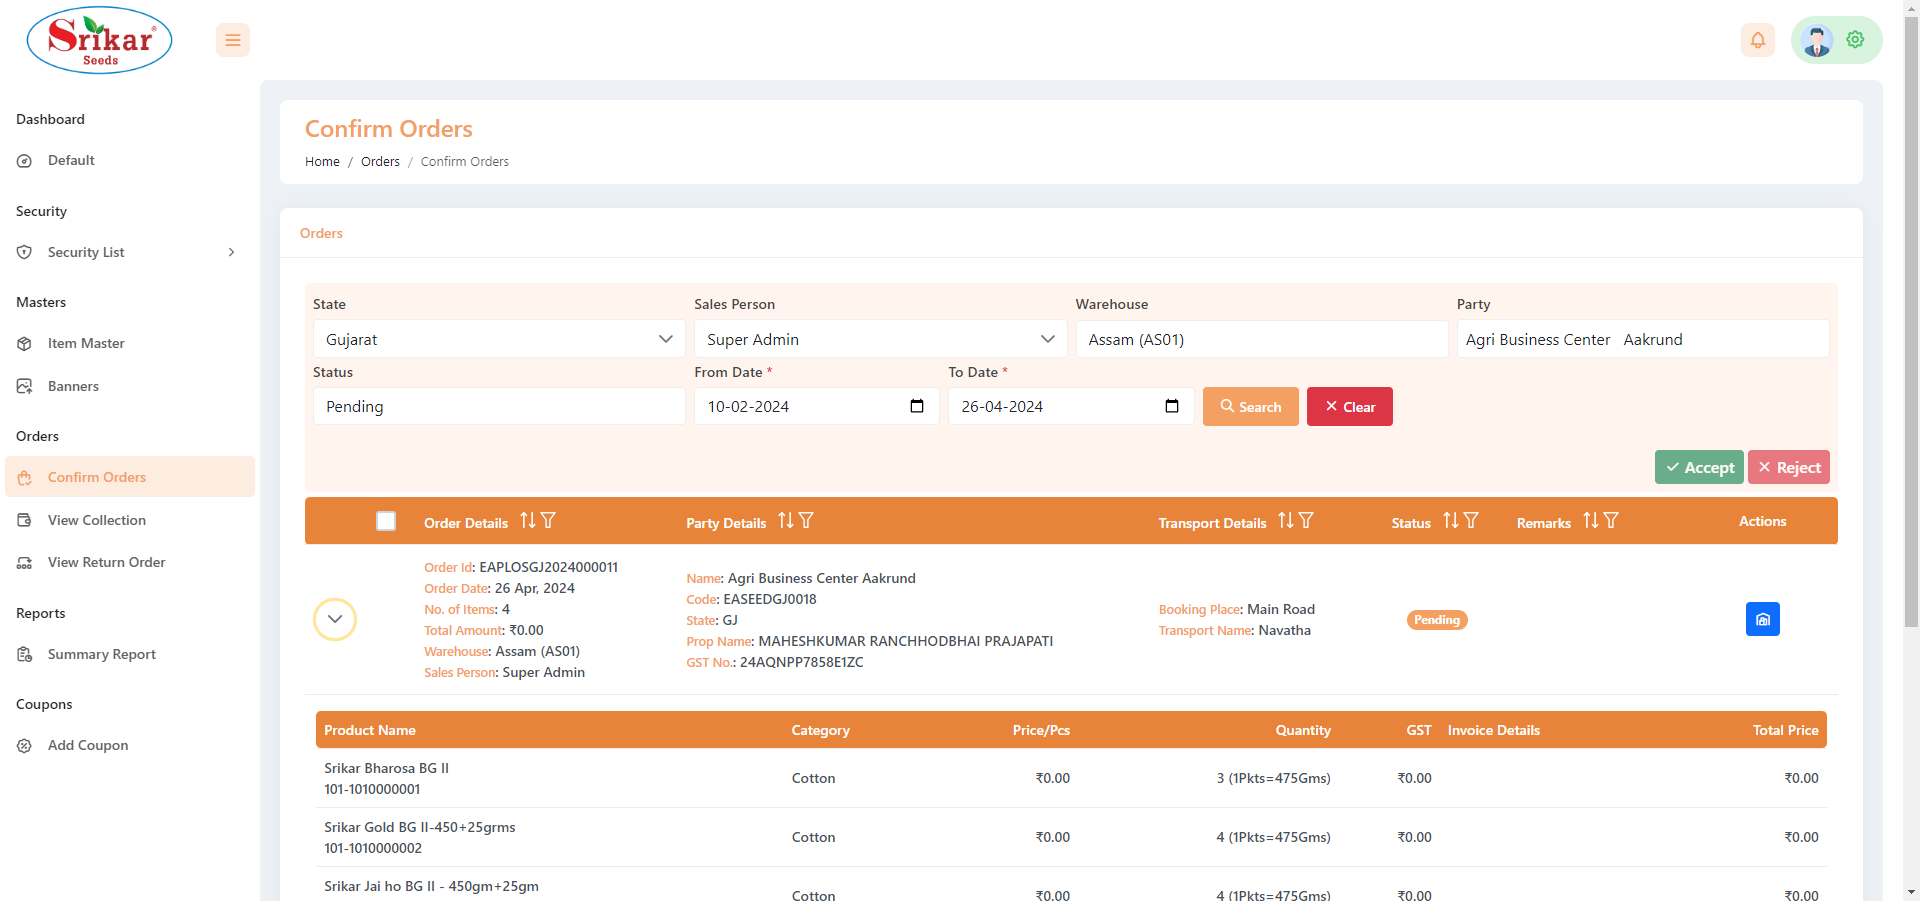 Srikar®
Seeds
Dashboard
Default
Security
Security List
Masters
Item Master
Banners
Orders
Confirm Orders
View Collection
View Return Order
Reports
Summary Report
Coupons
Add Coupon
Confirm Orders
Home / Orders / Confirm Orders
Orders
State Sales Person Warehouse Party
Gujarat Super Admin Assam (AS01) Agri Business Center Aakrund
Status From Date * To Date *
Pending 10-02-2024 26-04-2024 Search Clear
Accept Reject
Order Details Party Details Transport Details Status Remarks Actions
Order Id: EAPLOSGJ2024000011
Order Date: 26 Apr, 2024
No. of Items: 4
Total Amount: ₹0.00
Warehouse: Assam (AS01)
Sales Person: Super Admin
Name: Agri Business Center Aakrund
Code: EASEEDGJ0018
State: GJ
Prop Name: MAHESHKUMAR RANCHHODBHAI PRAJAPATI
GST No.: 24AQNPP7858E1ZC
Booking Place: Main Road
Transport Name: Navatha
Pending
Product Name Category Price/Pcs Quantity GST Invoice Details Total Price
Srikar Bharosa BG II
101-1010000001
Cotton ₹0.00 3 (1Pkts=475Gms) ₹0.00 ₹0.00
Srikar Gold BG II-450+25grms
101-1010000002
Cotton ₹0.00 4 (1Pkts=475Gms) ₹0.00 ₹0.00
Srikar Jai ho BG II - 450gm+25gm
Cotton ₹0.00 4 (1Pkts=475Gms) ₹0.00 ₹0.00